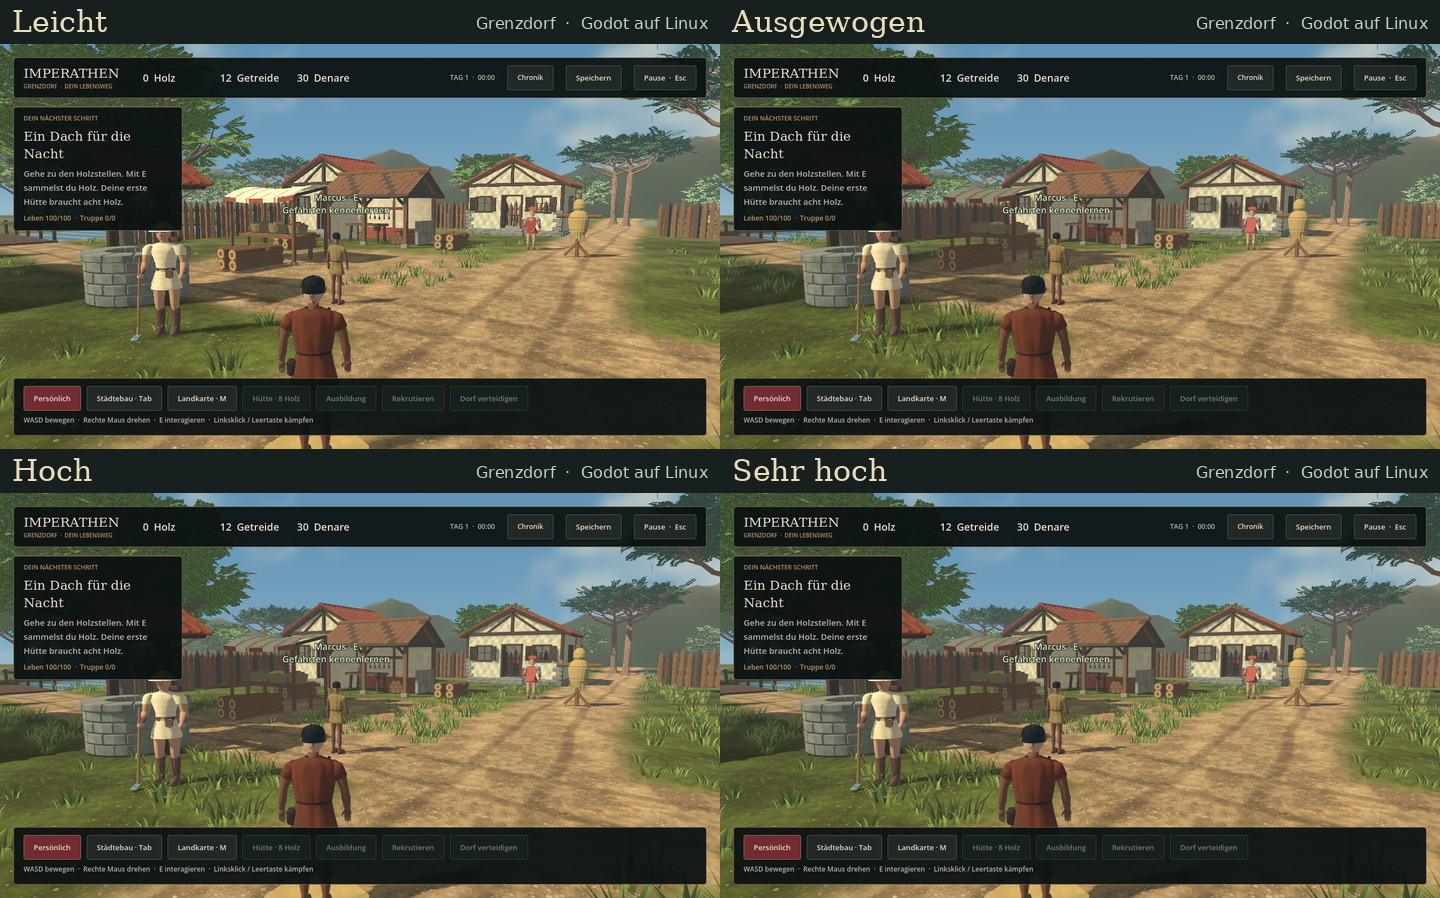 Leicht
Grenzdorf · Godot auf Linux
IMPERATHEN
GRENZDORF · DEIN LEBENSWEG
0 Holz
12 Getreide
30 Denare
TAG 1 · 00:00
Chronik
Speichern
Pause · Esc
DEIN NÄCHSTER SCHRITT
Ein Dach für die
Nacht
Gehe zu den Holzstellen. Mit E
sammelst du Holz. Deine erste
Hütte braucht acht Holz.
Leben 100/100 · Truppe 0/0
Marcus · E
Gefährten kennenlernen
Persönlich
Städtebau · Tab
Landkarte · M
Hütte · 8 Holz
Ausbildung
Rekrutieren
Dorf verteidigen
WASD bewegen · Rechte Maus drehen · E interagieren · Linksklick / Leertaste kämpfen
Ausgewogen
Grenzdorf · Godot auf Linux
IMPERATHEN
GRENZDORF · DEIN LEBENSWEG
0 Holz
12 Getreide
30 Denare
TAG 1 · 00:00
Chronik
Speichern
Pause · Esc
DEIN NÄCHSTER SCHRITT
Ein Dach für die
Nacht
Gehe zu den Holzstellen. Mit E
sammelst du Holz. Deine erste
Hütte braucht acht Holz.
Leben 100/100 · Truppe 0/0
Marcus · E
Gefährten kennenlernen
Persönlich
Städtebau · Tab
Landkarte · M
Hütte · 8 Holz
Ausbildung
Rekrutieren
Dorf verteidigen
WASD bewegen · Rechte Maus drehen · E interagieren · Linksklick / Leertaste kämpfen
Hoch
Grenzdorf · Godot auf Linux
IMPERATHEN
GRENZDORF · DEIN LEBENSWEG
0 Holz
12 Getreide
30 Denare
TAG 1 · 00:00
Chronik
Speichern
Pause · Esc
DEIN NÄCHSTER SCHRITT
Ein Dach für die
Nacht
Gehe zu den Holzstellen. Mit E
sammelst du Holz. Deine erste
Hütte braucht acht Holz.
Leben 100/100 · Truppe 0/0
Marcus · E
Gefährten kennenlernen
Persönlich
Städtebau · Tab
Landkarte · M
Hütte · 8 Holz
Ausbildung
Rekrutieren
Dorf verteidigen
WASD bewegen · Rechte Maus drehen · E interagieren · Linksklick / Leertaste kämpfen
Sehr hoch
Grenzdorf · Godot auf Linux
IMPERATHEN
GRENZDORF · DEIN LEBENSWEG
0 Holz
12 Getreide
30 Denare
TAG 1 · 00:00
Chronik
Speichern
Pause · Esc
DEIN NÄCHSTER SCHRITT
Ein Dach für die
Nacht
Gehe zu den Holzstellen. Mit E
sammelst du Holz. Deine erste
Hütte braucht acht Holz.
Leben 100/100 · Truppe 0/0
Marcus · E
Gefährten kennenlernen
Persönlich
Städtebau · Tab
Landkarte · M
Hütte · 8 Holz
Ausbildung
Rekrutieren
Dorf verteidigen
WASD bewegen · Rechte Maus drehen · E interagieren · Linksklick / Leertaste kämpfen